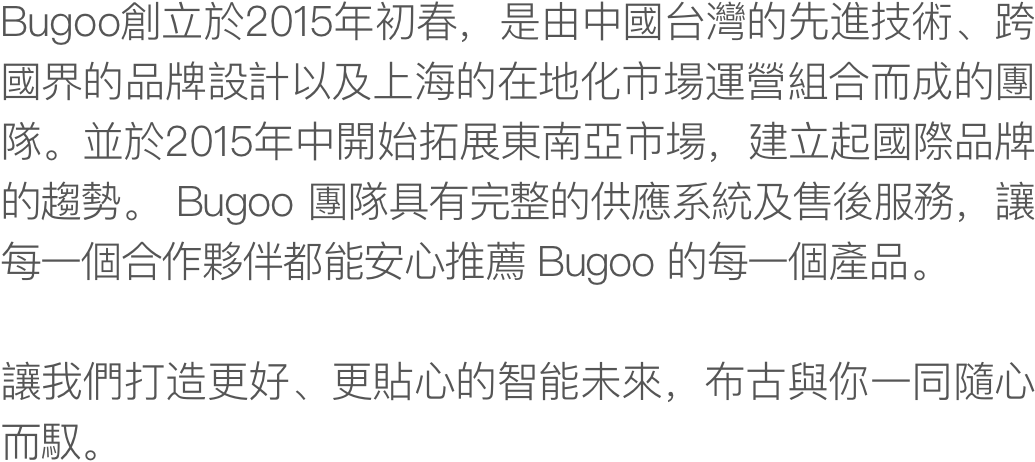 Bugoo創立於2015年初春，是由中國台灣的先進技術、跨
國界的品牌設計以及上海的在地化市場運營組合而成的團
隊。並於2015年中開始拓展東南亞市場，建立起國際品牌
的趨勢。 Bugoo 團隊具有完整的供應系統及售後服務，讓
每一個合作夥伴都能安心推薦 Bugoo 的每一個產品。
讓我們打造更好、更貼心的智能未來，布古與你一同隨心
而馭。